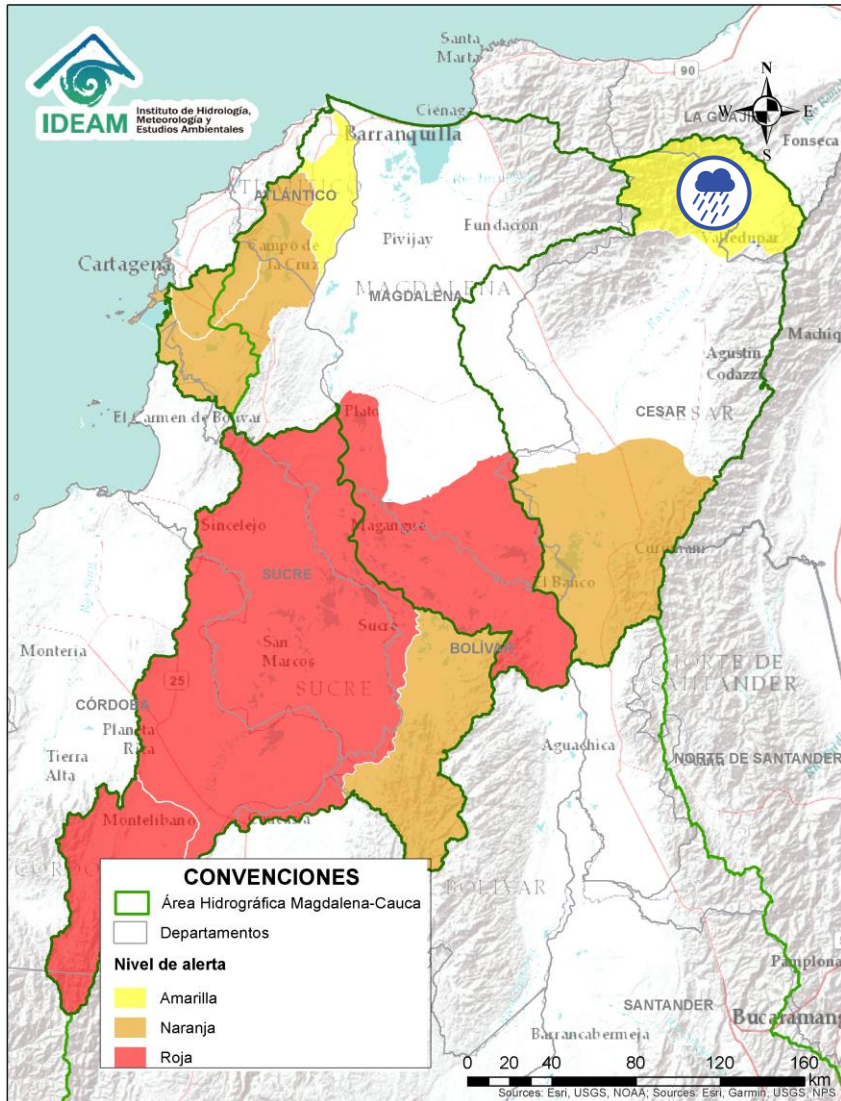 IDEAM
Instituto de Hidrología,
Meteorología y
Estudios Ambientales
Santa
Marta
90
N
W
E
S
LA GUAJI
Fonseca
Ciénaga
Barranquilla
ATLÁNTICO
Fundación
Pivijay
Valledupar
Campo de
la Cruz
Cartagena
MAGDALENA
MAGDALENA
Agustín
Codazzi
Machiq
CESAR
CESAR
El Carmen de Bolívar
Plato
Sincelejo
Magangué
SUCRE
El Banco
Sucre
BOLÍVAR
San
Marcos
SUCRE
Montería
25
CÓRDOBA
Planeta
Rica
Tierra
Alta
NORTE DE
SANTANDER
Aguachica
NORTE DE SANTANDER
Montelíbano
BOLÍVAR
CONVENCIONES
Área Hidrográfica Magdalena-Cauca
Departamentos
Nivel de alerta
Amarilla
Naranja
Roja
Pamplona
SANTANDER
Bucaramang
Barrancabermeja
0 20 40 80 120 160
km
Sources: Esri, USGS, NOAA; Sources: Esri, Garmin, USGS, NPS